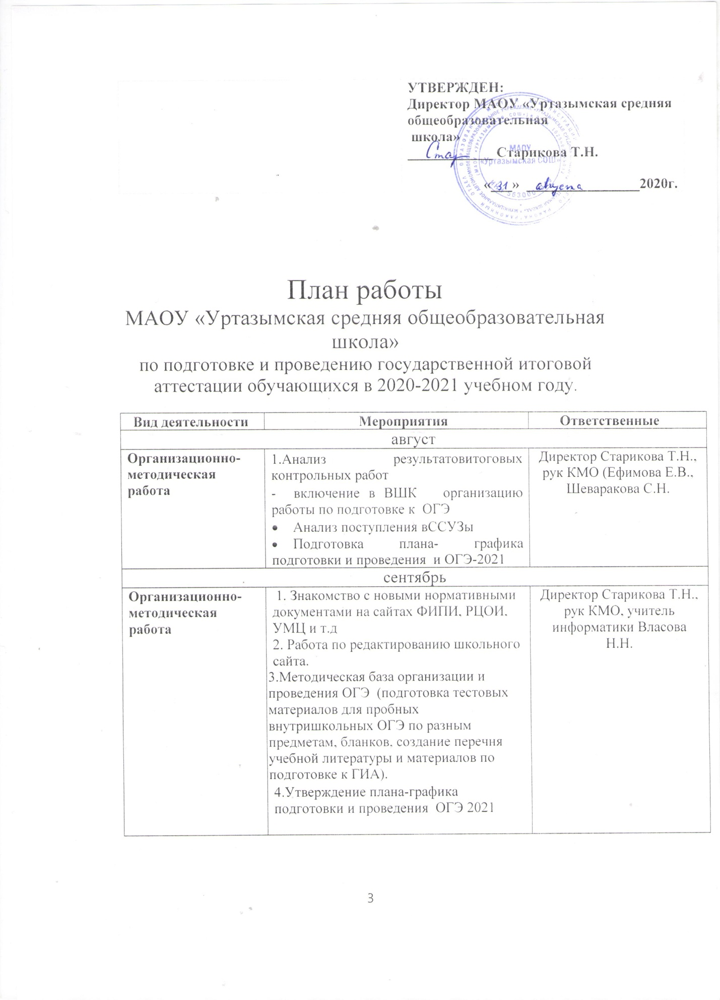 УТВЕРЖДЕН:
Директор МАОУ «Уртазымская средняя
общеобразовательная
школа»
Стар Старикова Т.Н.
МАОУ
«Уртазымская СОШ»
«31» августа 2020г.
План работы
МАОУ «Уртазымская средняя общеобразовательная
школа»
по подготовке и проведению государственной итоговой
аттестации обучающихся в 2020-2021 учебном году.
Вид деятельности Мероприятия Ответственные
август
Организационно-
методическая
работа
1.Анализ результатовитоговых
контрольных работ
- включение в ВШК организацию
работы по подготовке к ОГЭ
• Анализ поступления вССУЗы
• Подготовка плана- графика
подготовки и проведения и ОГЭ-2021
Директор Старикова Т.Н.,
рук КМО (Ефимова Е.В.,
Шеваракова С.Н.
сентябрь
Организационно-
методическая
работа
1. Знакомство с новыми нормативными
документами на сайтах ФИПИ, РЦОИ,
УМЦ и т.д
2. Работа по редактированию школьного
сайта.
3.Методическая база организации и
проведения ОГЭ (подготовка тестовых
материалов для пробных
внутришкольных ОГЭ по разным
предметам, бланков, создание перечня
учебной литературы и материалов по
подготовке к ГИА).
4.Утверждение плана-графика
подготовки и проведения ОГЭ 2021
Директор Старикова Т.Н.,
рук КМО, учитель
информатики Власова
Н.Н.
3